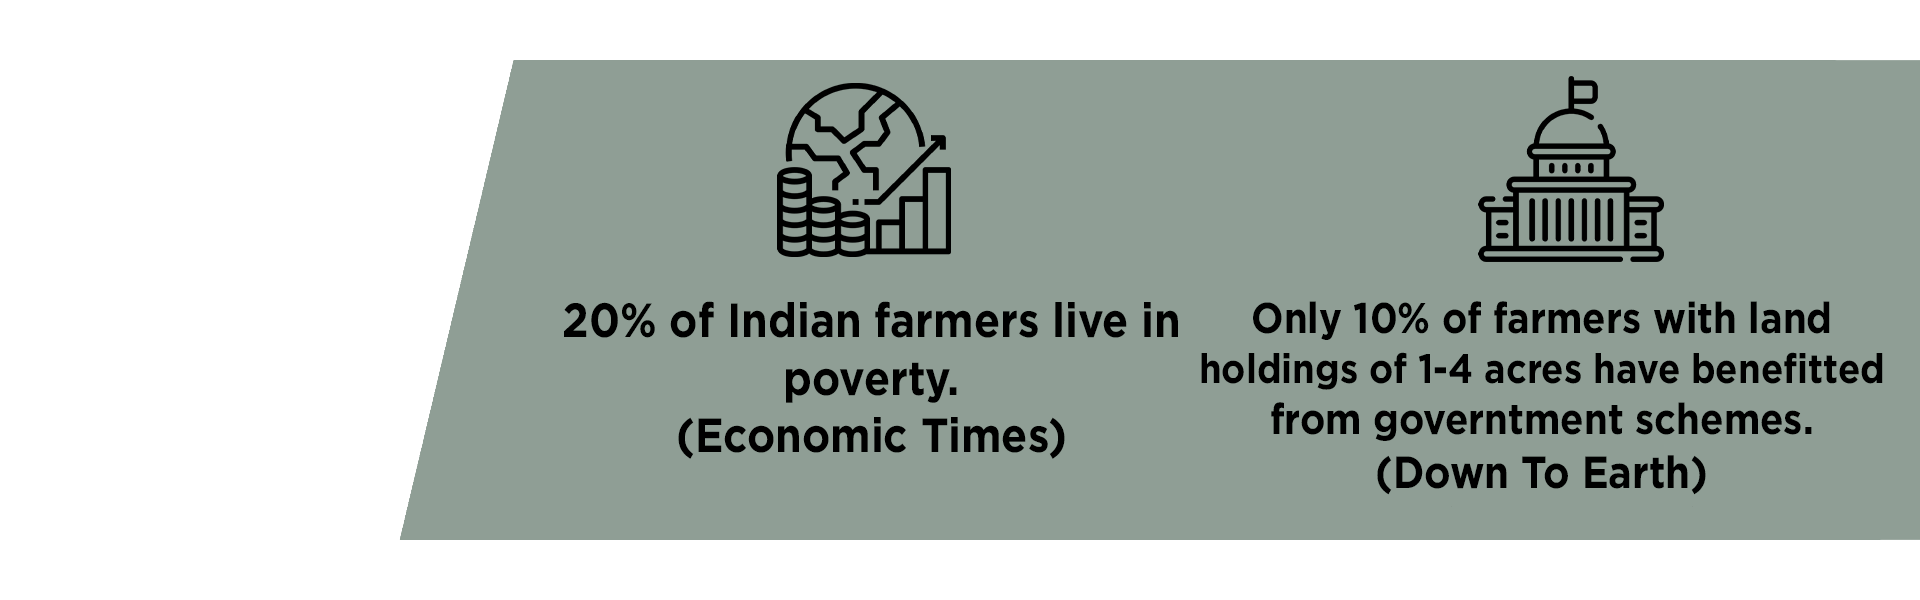 20% of Indian farmers live in
poverty.
(Economic Times)
Only 10% of farmers with land
holdings of 1-4 acres have benefitted
from governtment schemes.
(Down To Earth)